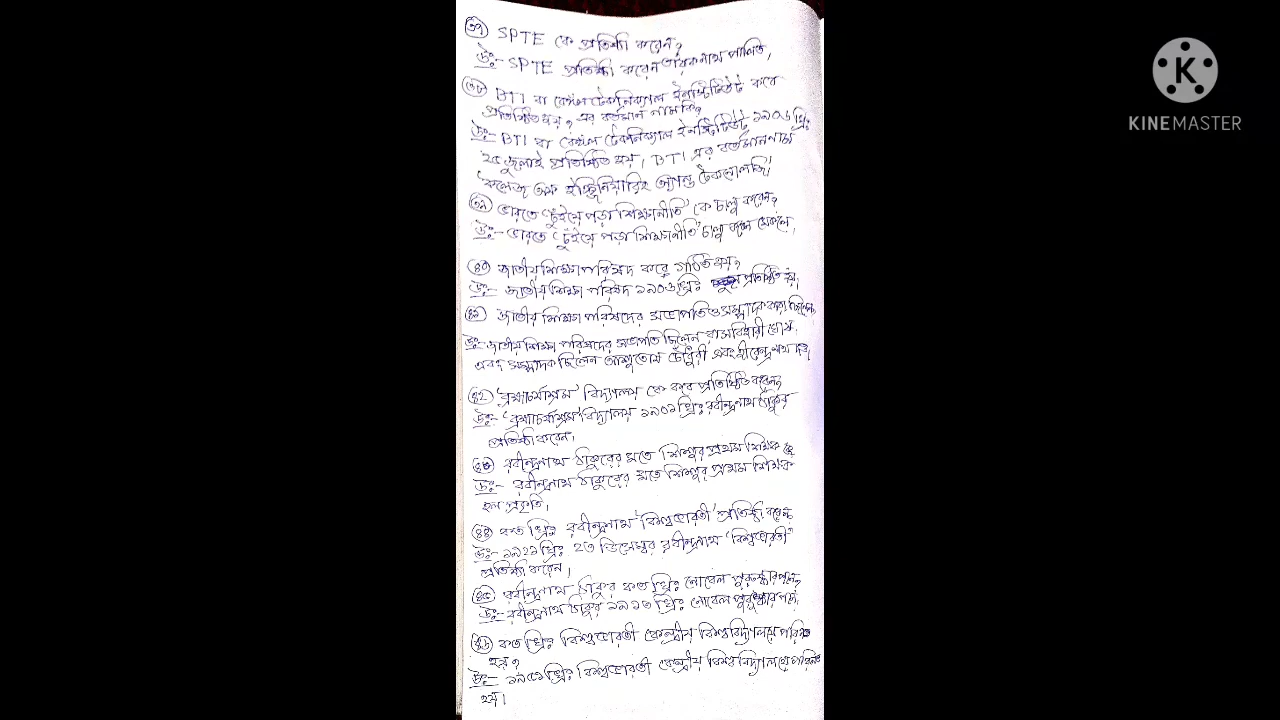 ৩৭ SPTE কে প্রতিষ্ঠা করেন?
উঃ- SPTE প্রতিষ্ঠা করেন তারকনাথ পালিত।
৩৮ BTI বা বেঙ্গল টেকনিক্যাল ইনস্টিটিউট কবে
প্রতিষ্ঠিত হয়? এর বর্তমান নাম কি?
উঃ- BTI বা বেঙ্গল টেকনিক্যাল ইনস্টিটিউট ১৯০৬ খ্রিঃ
২৫ জুলাই প্রতিষ্ঠিত হয়। BTI এর বর্তমান নাম
কলেজ অফ ইঞ্জিনিয়ারিং অ্যান্ড টেকনোলজি।
৩৯ ভারতে 'চুঁইয়ে পড়া শিক্ষানীতি' কে চালু করেন?
উঃ- ভারতে 'চুঁইয়ে পড়া শিক্ষানীতি' চালু করেন মেকলে।
৪০ জাতীয় শিক্ষা পরিষদ কবে গঠিত হয়?
উঃ- জাতীয় শিক্ষা পরিষদ ১৯০৬ খ্রিঃ প্রতিষ্ঠিত হয়।
৪১ জাতীয় শিক্ষা পরিষদের সভাপতি ও সম্পাদক কারা ছিলেন?
উঃ- জাতীয় শিক্ষা পরিষদের সভাপতি ছিলেন রাসবিহারী ঘোষ
এবং সম্পাদক ছিলেন আশুতোষ চৌধুরী এবং হীরেন্দ্রনাথ দত্ত।
৪২ 'ব্রহ্মচর্যাশ্রম' বিদ্যালয় কে কবে প্রতিষ্ঠিত করেন?
উঃ- 'ব্রহ্মচর্যাশ্রম' বিদ্যালয় ১৯০১ খ্রিঃ রবীন্দ্রনাথ ঠাকুর
প্রতিষ্ঠা করেন।
৪৩ রবীন্দ্রনাথ ঠাকুরের মতে শিশুর প্রথম শিক্ষক কে
উঃ- রবীন্দ্রনাথ ঠাকুরের মতে শিশুর প্রথম শিক্ষক
হল প্রকৃতি।
৪৪ কত খ্রিঃ রবীন্দ্রনাথ 'বিশ্বভারতী' প্রতিষ্ঠা করেন?
উঃ- ১৯২১ খ্রিঃ ২৩ ডিসেম্বর রবীন্দ্রনাথ 'বিশ্বভারতী'
প্রতিষ্ঠা করেন।
৪৫ রবীন্দ্রনাথ ঠাকুর কত খ্রিঃ নোবেল পুরস্কার পান?
উঃ- রবীন্দ্রনাথ ঠাকুর ১৯১৩ খ্রিঃ নোবেল পুরস্কার পান।
৪৬ কত খ্রিঃ বিশ্বভারতী কেন্দ্রীয় বিশ্ববিদ্যালয়ে পরিণত
হয়?
উঃ- ১৯৫১ খ্রিঃ বিশ্বভারতী কেন্দ্রীয় বিশ্ববিদ্যালয়ে পরিণত
হয়।
K
KINEMASTER